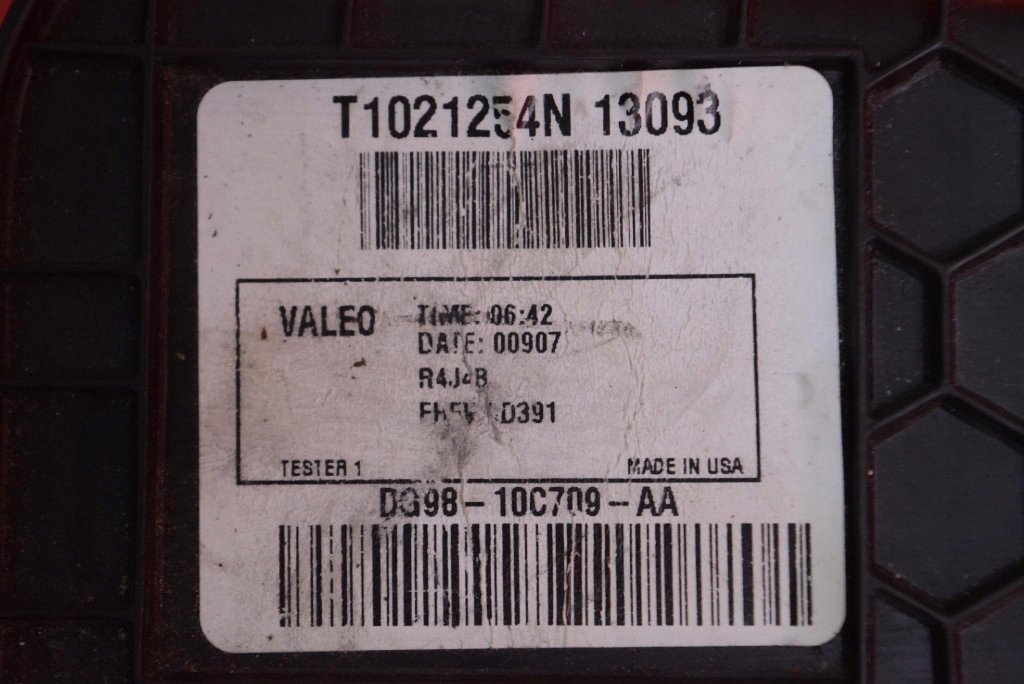 T1021254N 13093
VALEO
TIME: 06:42
DATE: 00907
R4J4B
D391
TESTER 1
MADE IN USA
DG98-10C709-AA